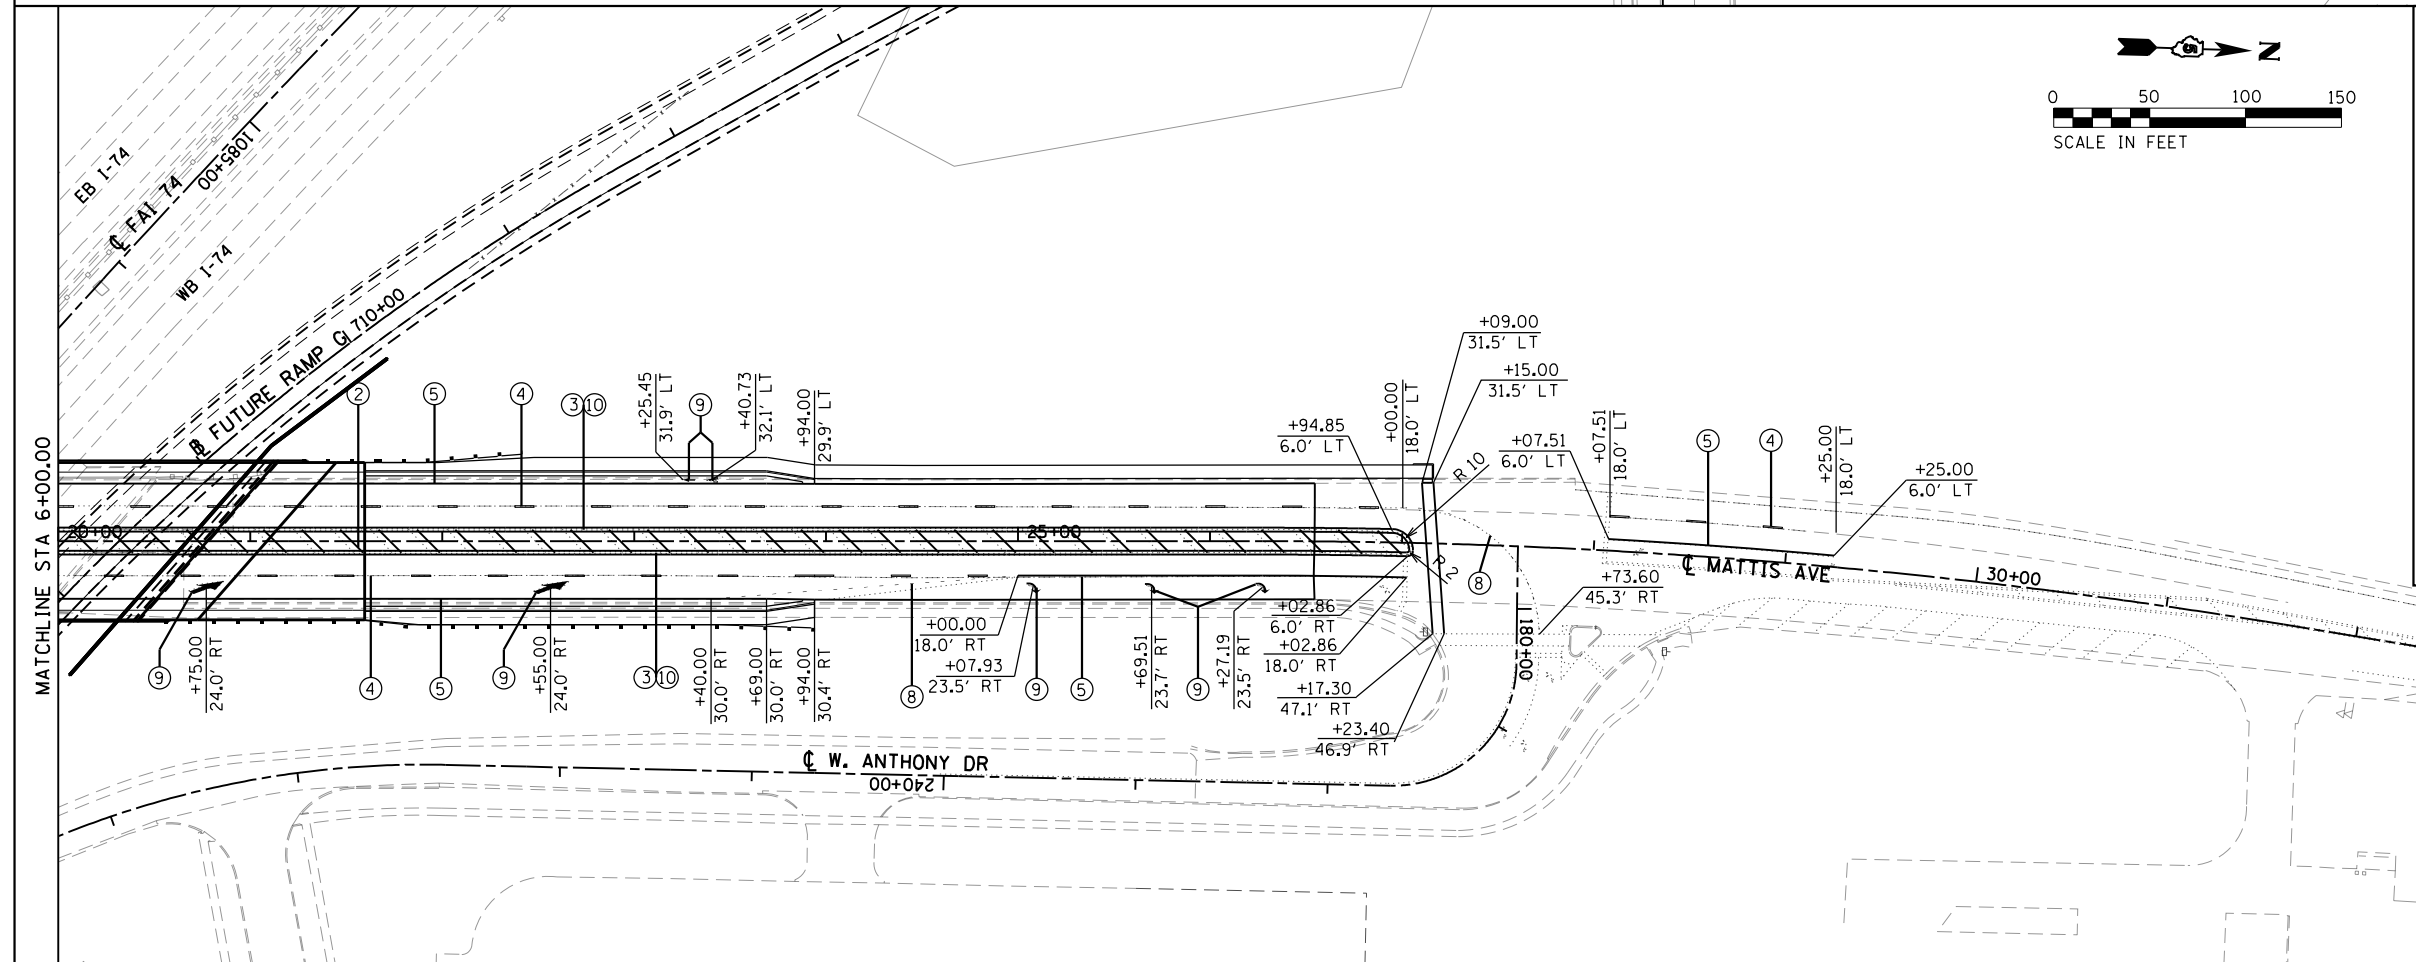 N
0 50 100 150
SCALE IN FEET
EB I-74
℄ FAI 74
11085+00
WB I-74
℄ FUTURE RAMP G
710+00
MATCHLINE STA 6+00.00
2
5
4
3 10
+25.45
31.9' LT
9
+40.73
32.1' LT
+94.00
29.9' LT
+94.85
6.0' LT
+00.00
18.0' LT
+09.00
31.5' LT
+15.00
31.5' LT
R 10
+07.51
6.0' LT
+07.51
18.0' LT
5
4
+25.00
18.0' LT
+25.00
6.0' LT
20+00
25+00
℄ MATTIS AVE
30+00
R 2
8
+73.60
45.3' RT
180+00
9
+75.00
24.0' RT
4
5
9
+55.00
24.0' RT
3 10
+40.00
30.0' RT
+69.00
30.0' RT
+94.00
30.4' RT
8
+00.00
18.0' RT
+07.93
23.5' RT
9
5
+69.51
23.7' RT
9
+27.19
23.5' RT
+02.86
6.0' RT
+02.86
18.0' RT
+17.30
47.1' RT
+23.40
46.9' RT
℄ W. ANTHONY DR
240+00